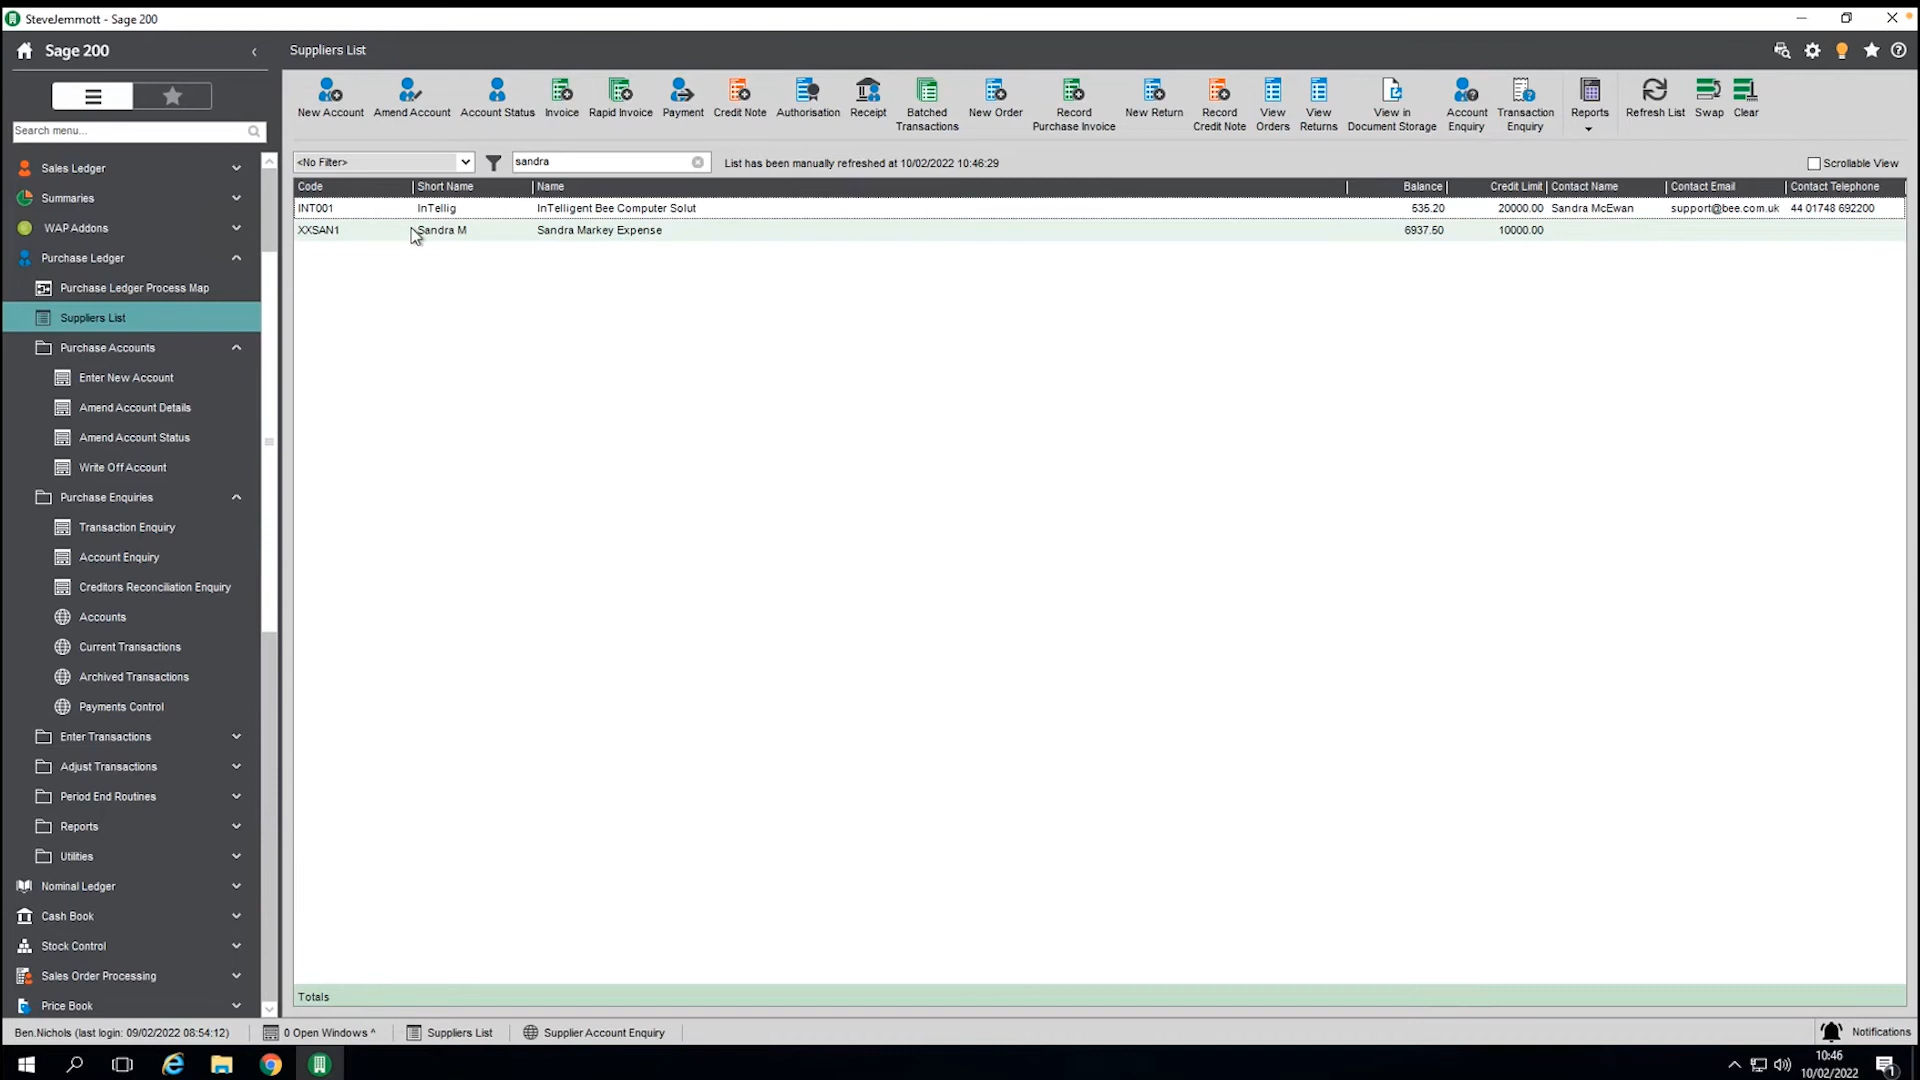 SteveJemmott - Sage 200
Sage 200
Suppliers List
New Account
Amend Account
Account Status
Invoice
Rapid Invoice
Payment
Credit Note
Authorisation
Receipt
Batched
Transactions
New Order
Record
Purchase Invoice
New Return
Record
Credit Note
View
Orders
View
Returns
View in
Document Storage
Account
Enquiry
Transaction
Enquiry
Reports
Refresh List
Swap
Clear
Search menu...
<No Filter>
sandra
List has been manually refreshed at 10/02/2022 10:46:29
Scrollable View
Code Short Name Name Balance Credit Limit Contact Name Contact Email Contact Telephone
INT001 InTellig InTelligent Bee Computer Solut 535.20 20000.00 Sandra McEwan support@bee.com.uk 44 01748 692200
XXSAN1 Sandra M Sandra Markey Expense 6937.50 10000.00
Totals
Sales Ledger
Summaries
WAP Addons
Purchase Ledger
Purchase Ledger Process Map
Suppliers List
Purchase Accounts
Enter New Account
Amend Account Details
Amend Account Status
Write Off Account
Purchase Enquiries
Transaction Enquiry
Account Enquiry
Creditors Reconciliation Enquiry
Accounts
Current Transactions
Archived Transactions
Payments Control
Enter Transactions
Adjust Transactions
Period End Routines
Reports
Utilities
Nominal Ledger
Cash Book
Stock Control
Sales Order Processing
Price Book
Ben.Nichols (last login: 09/02/2022 08:54:12)
0 Open Windows ^
Suppliers List
Supplier Account Enquiry
Notifications
10:46
10/02/2022
1